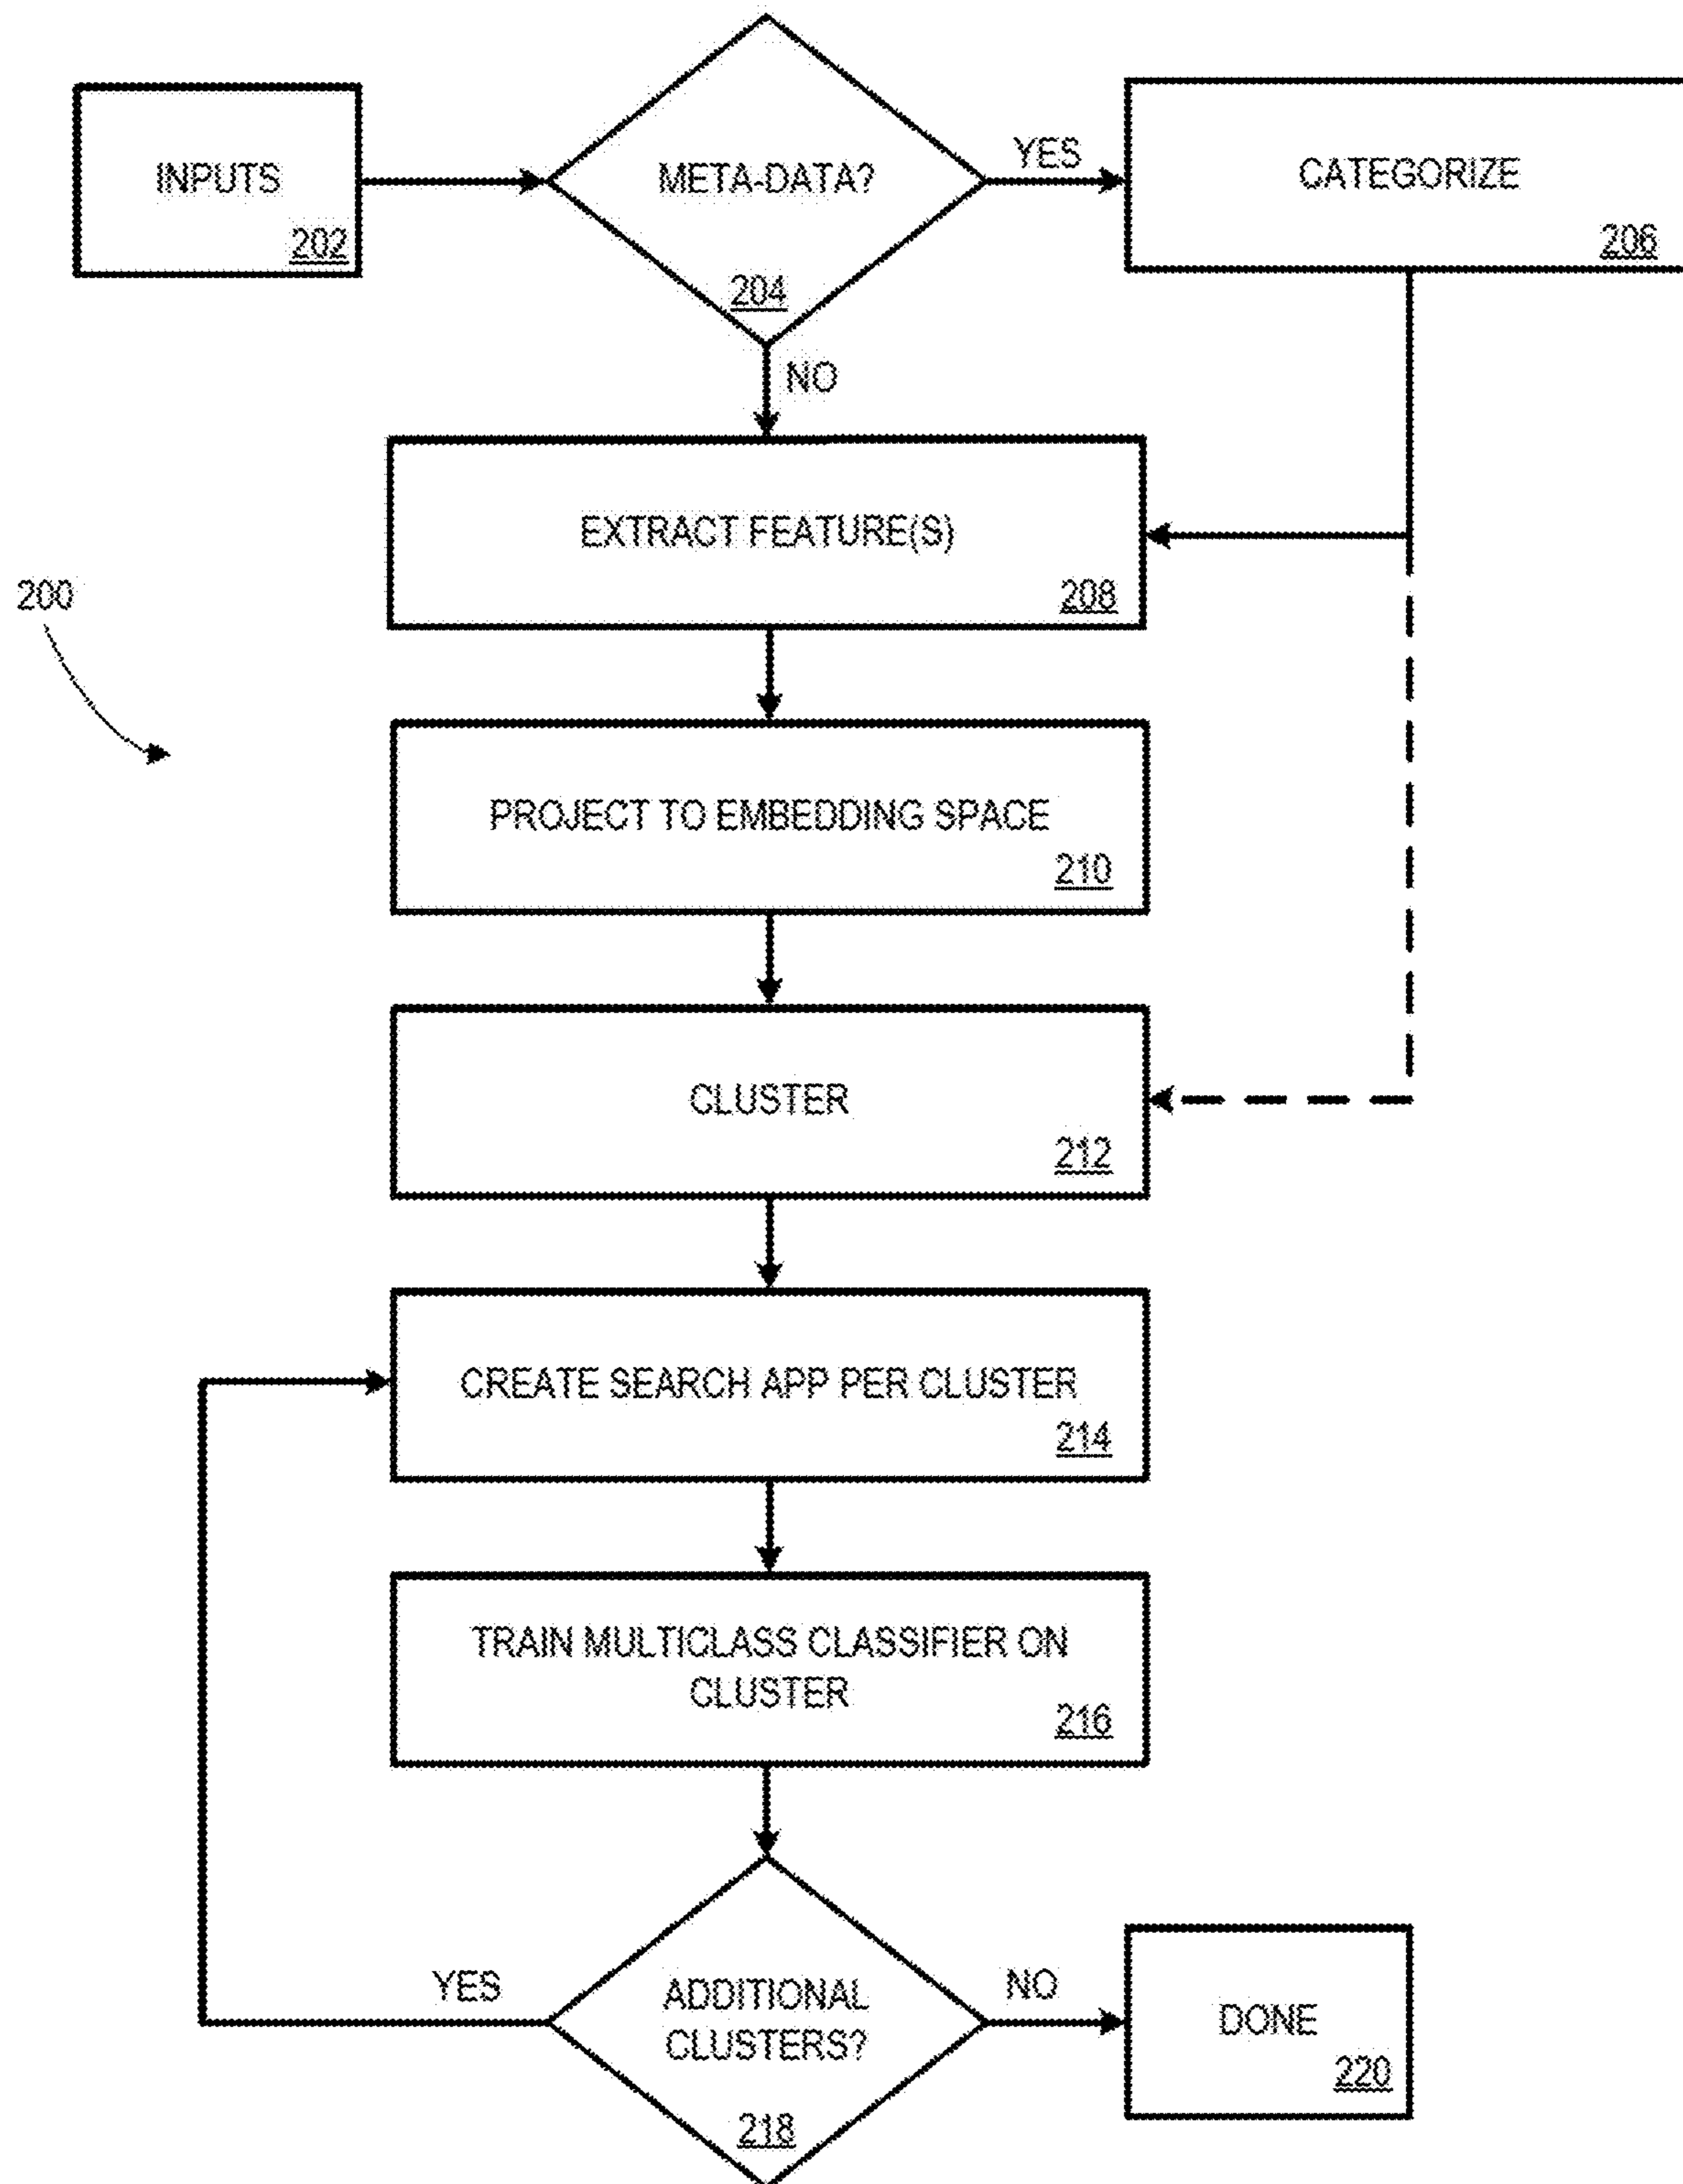 INPUTS
202
META-DATA?
204
YES
CATEGORIZE
206
NO
EXTRACT FEATURE(S)
208
200
PROJECT TO EMBEDDING SPACE
210
CLUSTER
212
CREATE SEARCH APP PER CLUSTER
214
TRAIN MULTICLASS CLASSIFIER ON
CLUSTER
216
YES
ADDITIONAL
CLUSTERS?
218
NO
DONE
220